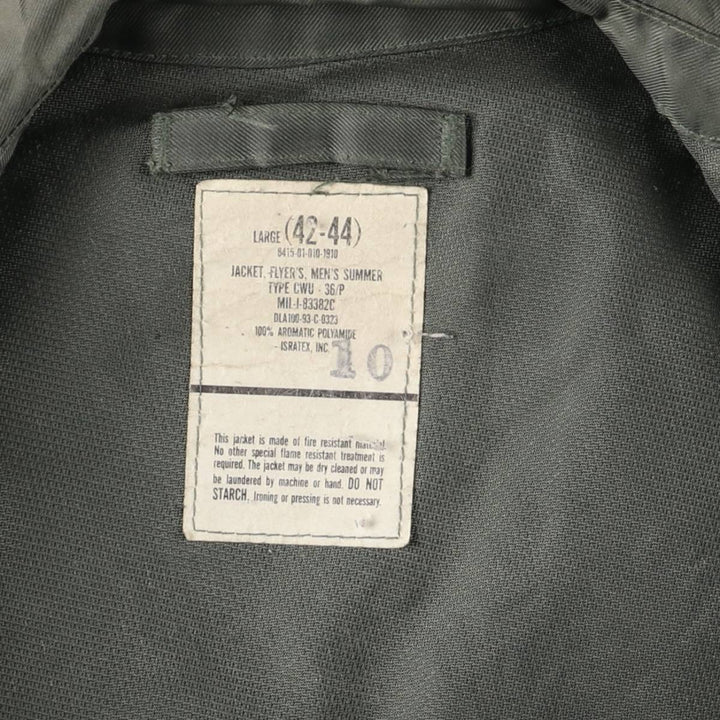 LARGE (42-44)
8415-01-010-1910
JACKET, FLYER'S, MEN'S SUMMER
TYPE CWU - 36/P
MIL-J-83382C
DLA100-93-C-0323
100% AROMATIC POLYAMIDE
ISRATEX, INC.
10
This jacket is made of fire resistant material.
No other special flame resistant treatment is
required. The jacket may be dry cleaned or may
be laundered by machine or hand. DO NOT
STARCH. Ironing or pressing is not necessary.